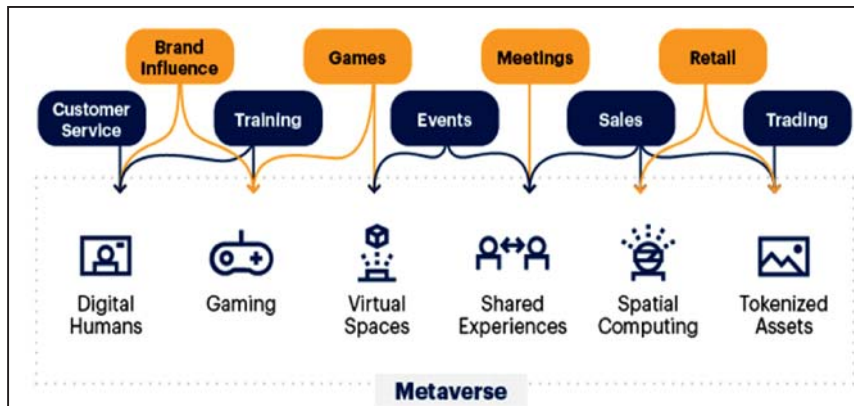 Brand
Influence
Games
Meetings
Retail
Customer
Service
Training
Events
Sales
Trading
Digital
Humans
Gaming
Virtual
Spaces
Shared
Experiences
Spatial
Computing
Tokenized
Assets
Metaverse